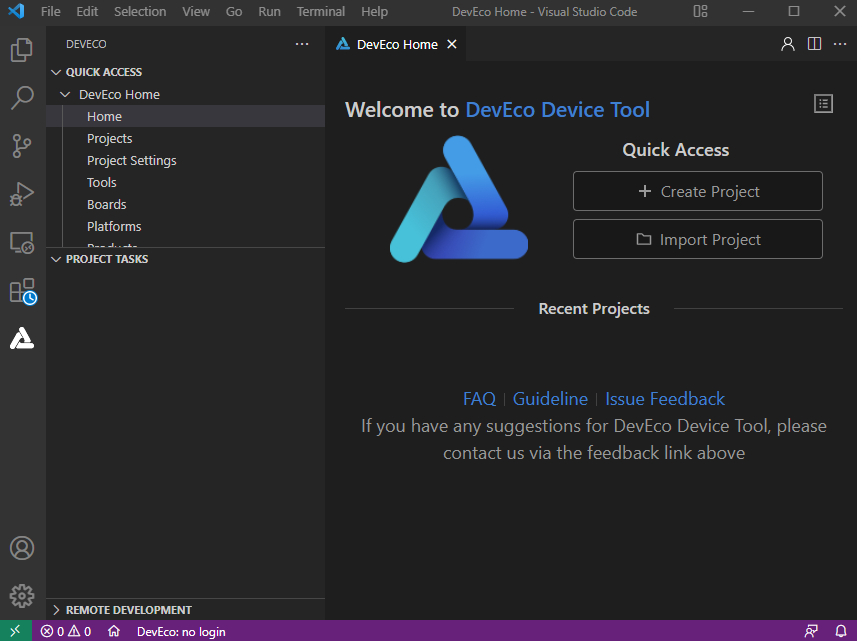 File Edit Selection View Go Run Terminal Help DevEco Home - Visual Studio Code
DEVECO
QUICK ACCESS
DevEco Home
Home
Projects
Project Settings
Tools
Boards
Platforms
Products
PROJECT TASKS
REMOTE DEVELOPMENT
DevEco Home
Welcome to DevEco Device Tool
Quick Access
Create Project
Import Project
Recent Projects
FAQ | Guideline | Issue Feedback
If you have any suggestions for DevEco Device Tool, please
contact us via the feedback link above
0 0 DevEco: no login